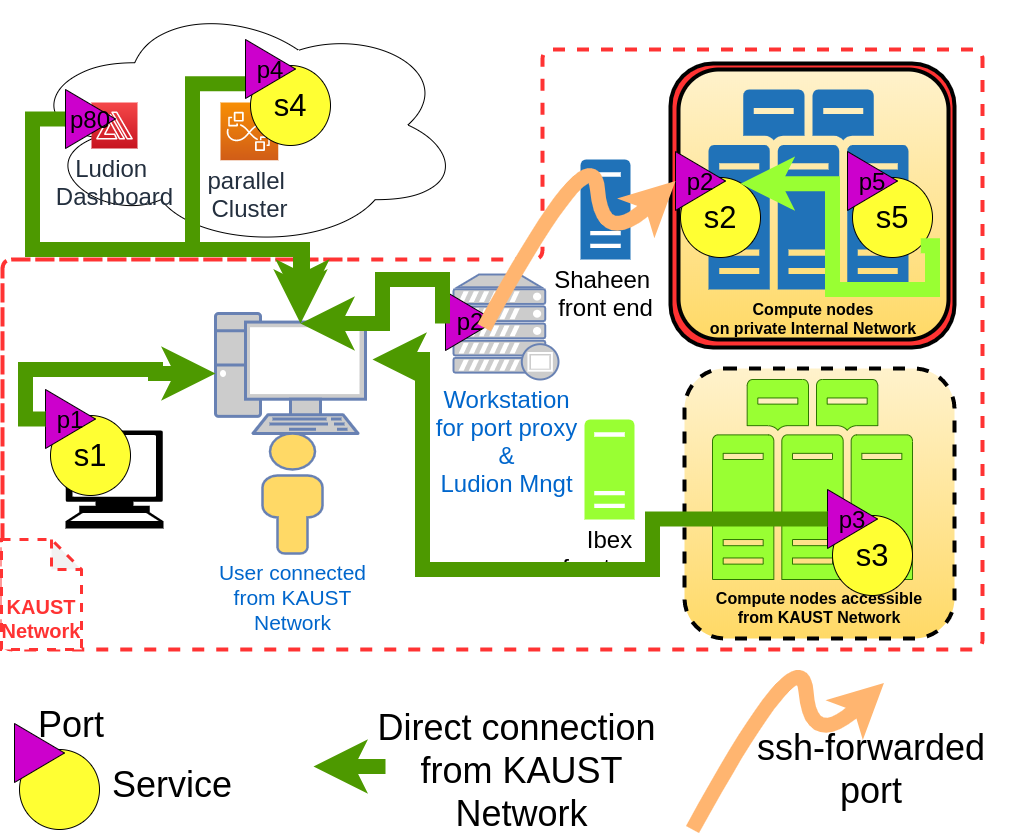 p4
s4
p80
Ludion
Dashboard
parallel
Cluster
p2
s2
p5
s5
Shaheen
front end
Compute nodes
on private Internal Network
p2
Workstation
for port proxy
&
Ludion Mngt
p1
s1
Ibex
p3
s3
Compute nodes accessible
from KAUST Network
User connected
from KAUST
Network
KAUST
Network
Port
Service
Direct connection
from KAUST
Network
ssh-forwarded
port